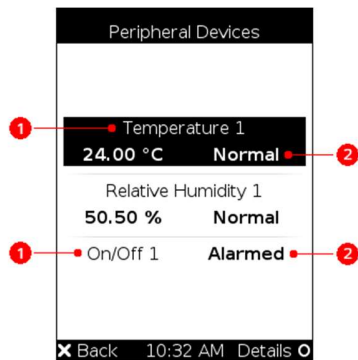 Peripheral Devices
1 Temperature 1
24.00 °C Normal 2
Relative Humidity 1
50.50 % Normal
1 On/Off 1 Alarmed 2
X Back 10:32 AM Details O